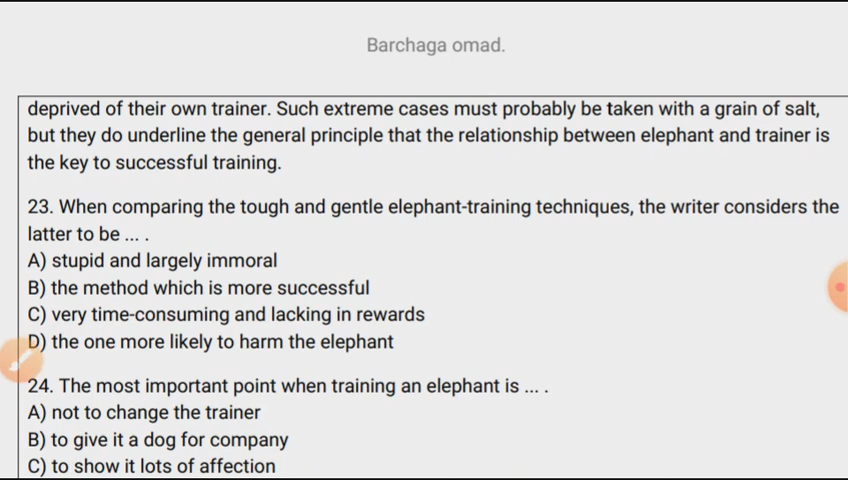 Barchaga omad.
deprived of their own trainer. Such extreme cases must probably be taken with a grain of salt,
but they do underline the general principle that the relationship between elephant and trainer is
the key to successful training.
23. When comparing the tough and gentle elephant-training techniques, the writer considers the
latter to be ... .
A) stupid and largely immoral
B) the method which is more successful
C) very time-consuming and lacking in rewards
D) the one more likely to harm the elephant
24. The most important point when training an elephant is ... .
A) not to change the trainer
B) to give it a dog for company
C) to show it lots of affection